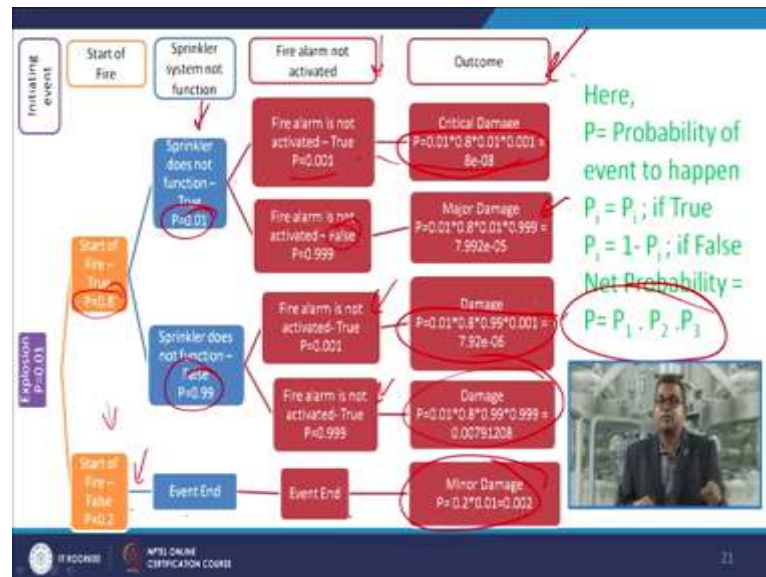 Initiating
event
Start of
Fire
Sprinkler
system not
function
Fire alarm not
activated
Outcome
Explosion
P=0.01
Start of
Fire –
True
P=0.8
Start of
Fire –
False
P=0.2
Sprinkler
does not
function –
True
P=0.01
Sprinkler does
not function –
False
P=0.99
Event End
Fire alarm is not
activated – True
P=0.001
Fire alarm is not
activated – False
P=0.999
Fire alarm is not
activated- True
P=0.001
Fire alarm is not
activated- True
P=0.999
Event End
Critical Damage
P=0.01*0.8*0.01*0.001 =
8e-08
Major Damage
P=0.01*0.8*0.01*0.999 =
7.992e-05
Damage
P=0.01*0.8*0.99*0.001 =
7.92e-06
Damage
P=0.01*0.8*0.99*0.999 =
0.00791208
Minor Damage
P= 0.2*0.01=0.002
Here,
P= Probability of
event to happen
Pi = Pi ; if True
Pi = 1- Pi ; if False
Net Probability =
P= P1 . P2 .P3
IIT ROORKEE
NPTEL ONLINE
CERTIFICATION COURSE
21